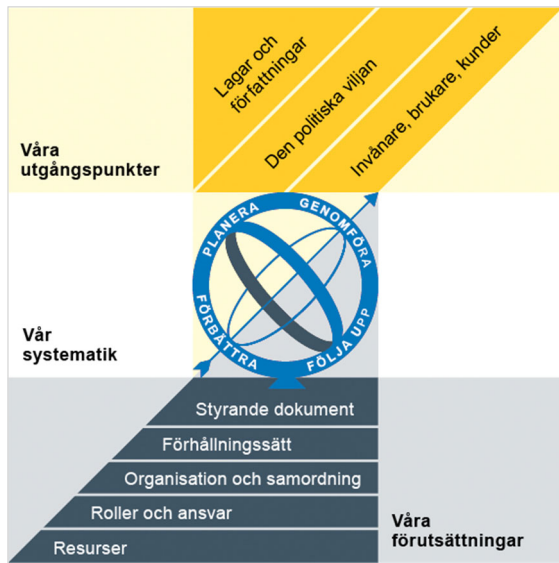 Lagar och
författningar
Den politiska viljan
Invånare, brukare, kunder
Våra
utgångspunkter
PLANERA
GENOMFÖRA
FÖRBÄTTRA
FÖLJA UPP
Vår
systematik
Styrande dokument
Förhållningssätt
Organisation och samordning
Roller och ansvar
Resurser
Våra
förutsättningar